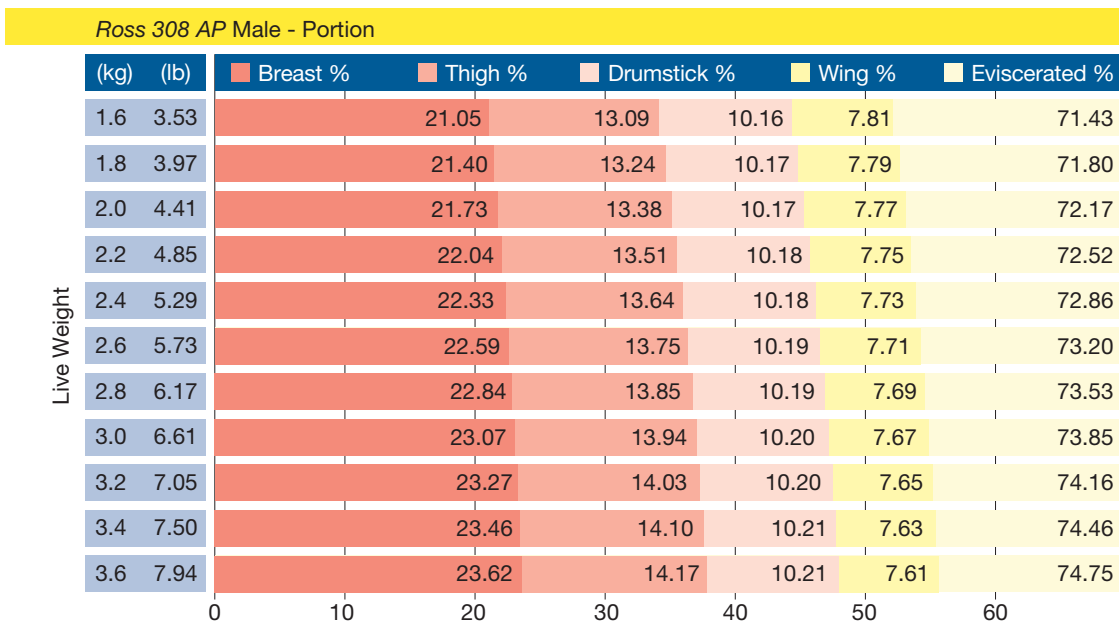 Ross 308 AP Male - Portion
(kg) (lb) Breast % Thigh % Drumstick % Wing % Eviscerated %
1.6 3.53 21.05 13.09 10.16 7.81 71.43
1.8 3.97 21.40 13.24 10.17 7.79 71.80
2.0 4.41 21.73 13.38 10.17 7.77 72.17
2.2 4.85 22.04 13.51 10.18 7.75 72.52
2.4 5.29 22.33 13.64 10.18 7.73 72.86
2.6 5.73 22.59 13.75 10.19 7.71 73.20
2.8 6.17 22.84 13.85 10.19 7.69 73.53
3.0 6.61 23.07 13.94 10.20 7.67 73.85
3.2 7.05 23.27 14.03 10.20 7.65 74.16
3.4 7.50 23.46 14.10 10.21 7.63 74.46
3.6 7.94 23.62 14.17 10.21 7.61 74.75
0 10 20 30 40 50 60
Live Weight